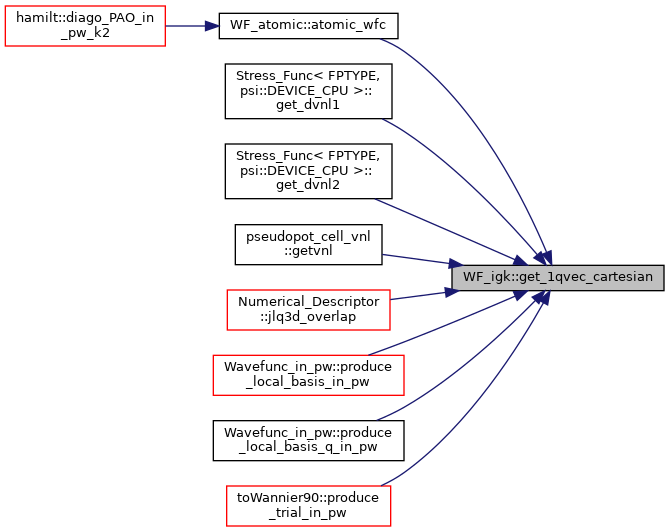 hamilt::diago_PAO_in
_pw_k2
WF_atomic::atomic_wfc
Stress_Func< FPTYPE,
psi::DEVICE_CPU >::
get_dvnl1
Stress_Func< FPTYPE,
psi::DEVICE_CPU >::
get_dvnl2
pseudopot_cell_vnl
::getvnl
WF_igk::get_1qvec_cartesian
Numerical_Descriptor
::jlq3d_overlap
Wavefunc_in_pw::produce
_local_basis_in_pw
Wavefunc_in_pw::produce
_local_basis_q_in_pw
toWannier90::produce
_trial_in_pw